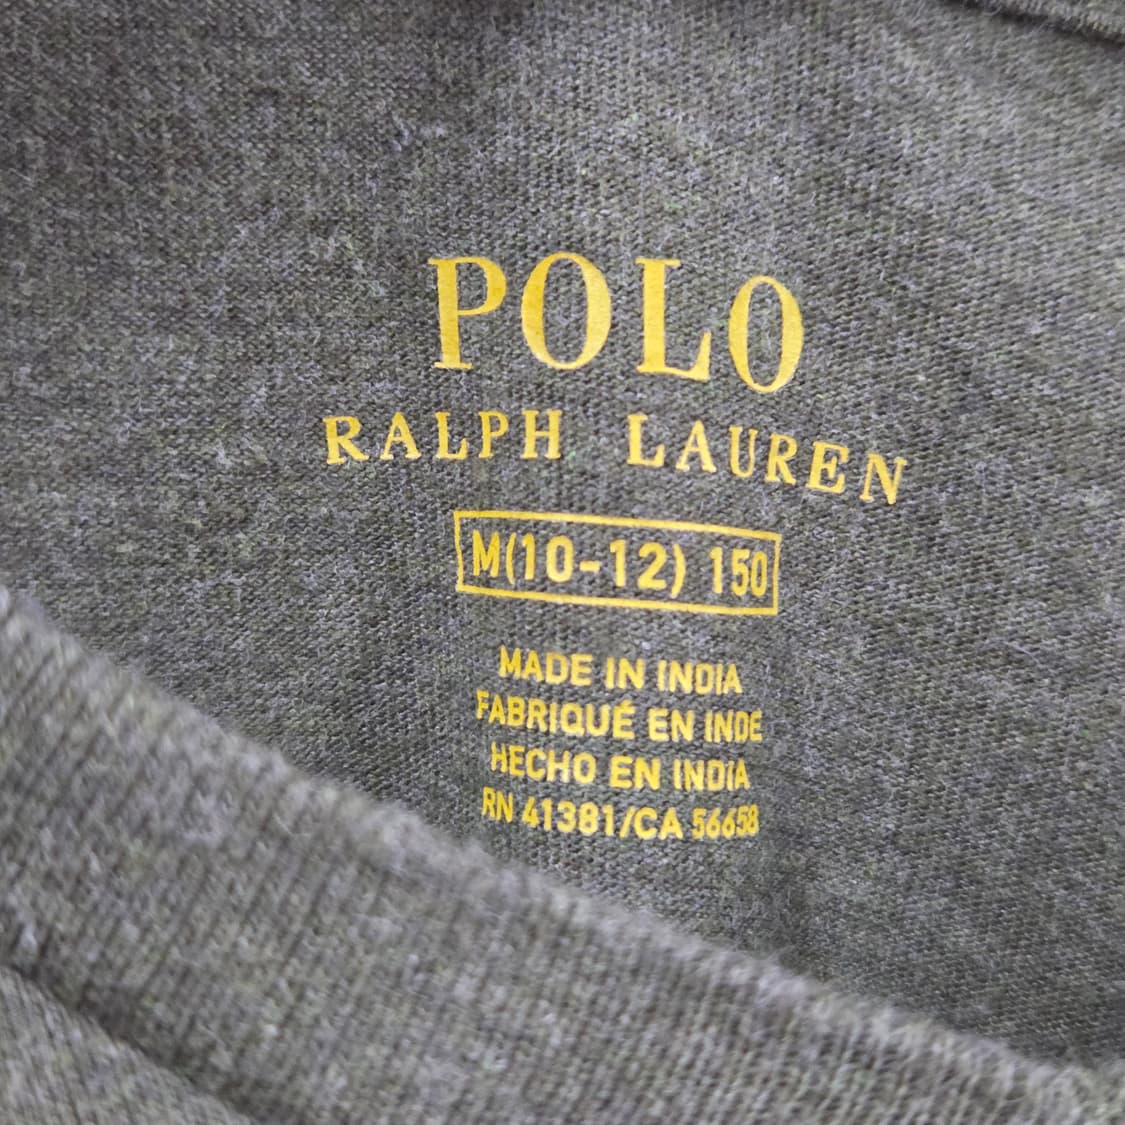 POLO
RALPH LAUREN
M(10-12) 150
MADE IN INDIA
FABRIQUÉ EN INDE
HECHO EN INDIA
RN 41381/CA 56658